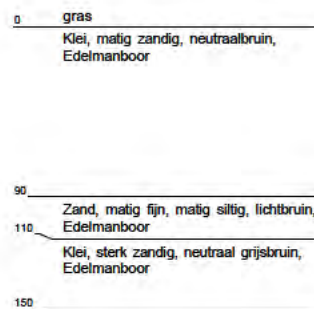 0 gras
Klei, matig zandig, neutraalbruin,
Edelmanboor
90
Zand, matig fijn, matig siltig, lichtbruin,
110 Edelmanboor
Klei, sterk zandig, neutraal grijsbruin,
Edelmanboor
150